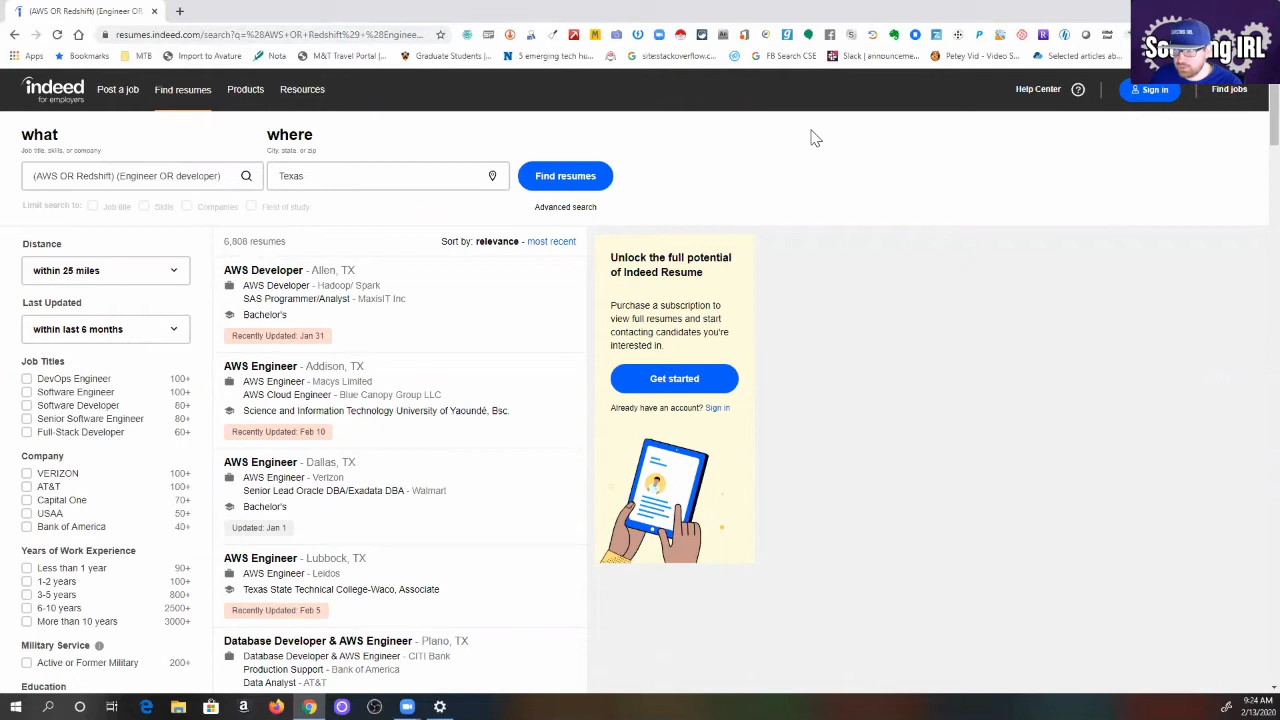 (AWS OR Redshift) (Engineer OR
resumes.indeed.com/search?q=%28AWS+OR+Redshift%29+%28Enginee...
Apps
Bookmarks
MTB
Import to Avature
Nota
M&T Travel Portal |...
Graduate Students |...
5 emerging tech hu...
sitestackoverflow.c...
FB Search CSE
Slack | announceme...
Petey Vid – Video S...
Selected articles ab...
Sourcing IRL
indeed
for employers
Post a job
Find resumes
Products
Resources
Help Center
Sign in
Find jobs
what
where
Job title, skills, or company
City, state, or zip
(AWS OR Redshift) (Engineer OR developer)
Texas
Find resumes
Limit search to:
Job title
Skills
Companies
Field of study
Advanced search
Distance
within 25 miles
Last Updated
within last 6 months
Job Titles
DevOps Engineer 100+
Software Engineer 100+
Software Developer 80+
Senior Software Engineer 80+
Full-Stack Developer 60+
Company
VERIZON 100+
AT&T 100+
Capital One 70+
USAA 50+
Bank of America 40+
Years of Work Experience
Less than 1 year 90+
1-2 years 100+
3-5 years 800+
6-10 years 2500+
More than 10 years 3000+
Military Service
Active or Former Military 200+
Education
6,808 resumes
Sort by: relevance - most recent
AWS Developer - Allen, TX
AWS Developer - Hadoop/ Spark
SAS Programmer/Analyst - MaxisIT Inc
Bachelor's
Recently Updated: Jan 31
AWS Engineer - Addison, TX
AWS Engineer - Macys Limited
AWS Cloud Engineer - Blue Canopy Group LLC
Science and Information Technology University of Yaoundé, Bsc.
Recently Updated: Feb 10
AWS Engineer - Dallas, TX
AWS Engineer - Verizon
Senior Lead Oracle DBA/Exadata DBA - Walmart
Bachelor's
Updated: Jan 1
AWS Engineer - Lubbock, TX
AWS Engineer - Leidos
Texas State Technical College-Waco, Associate
Recently Updated: Feb 5
Database Developer & AWS Engineer - Plano, TX
Database Developer & AWS Engineer - CITI Bank
Production Support - Bank of America
Data Analyst - AT&T
Unlock the full potential
of Indeed Resume
Purchase a subscription to
view full resumes and start
contacting candidates you're
interested in.
Get started
Already have an account? Sign in
9:24 AM
2/13/2020